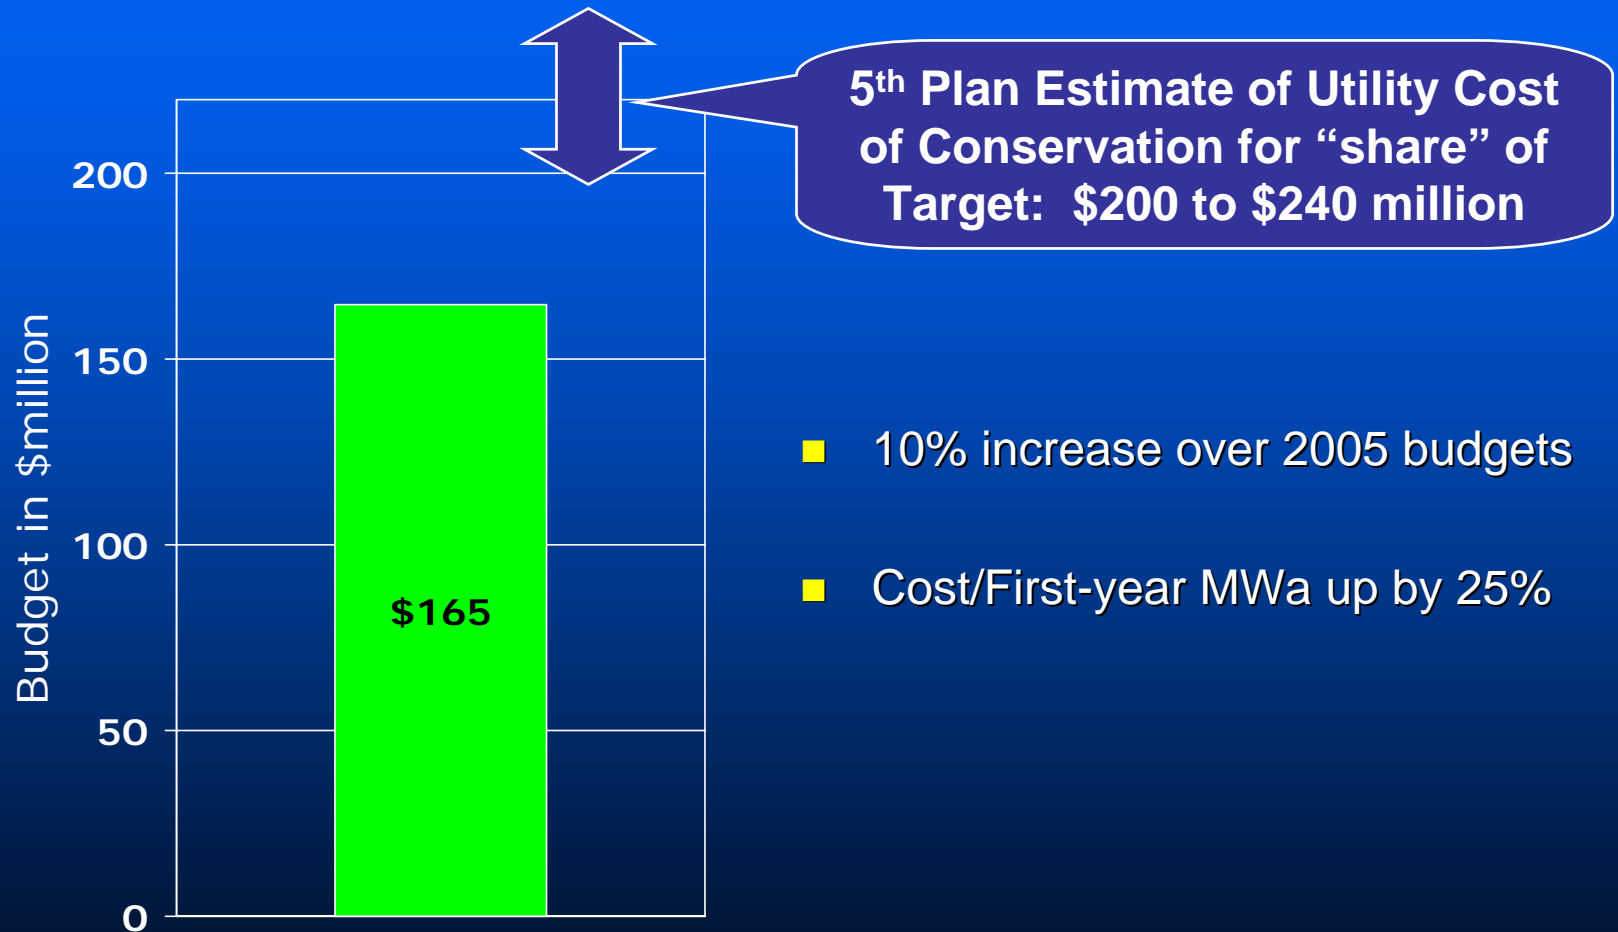 5th Plan Estimate of Utility Cost
of Conservation for “share” of
Target: $200 to $240 million
Budget in $million
200
150
100
50
0
$165
10% increase over 2005 budgets
Cost/First-year MWa up by 25%